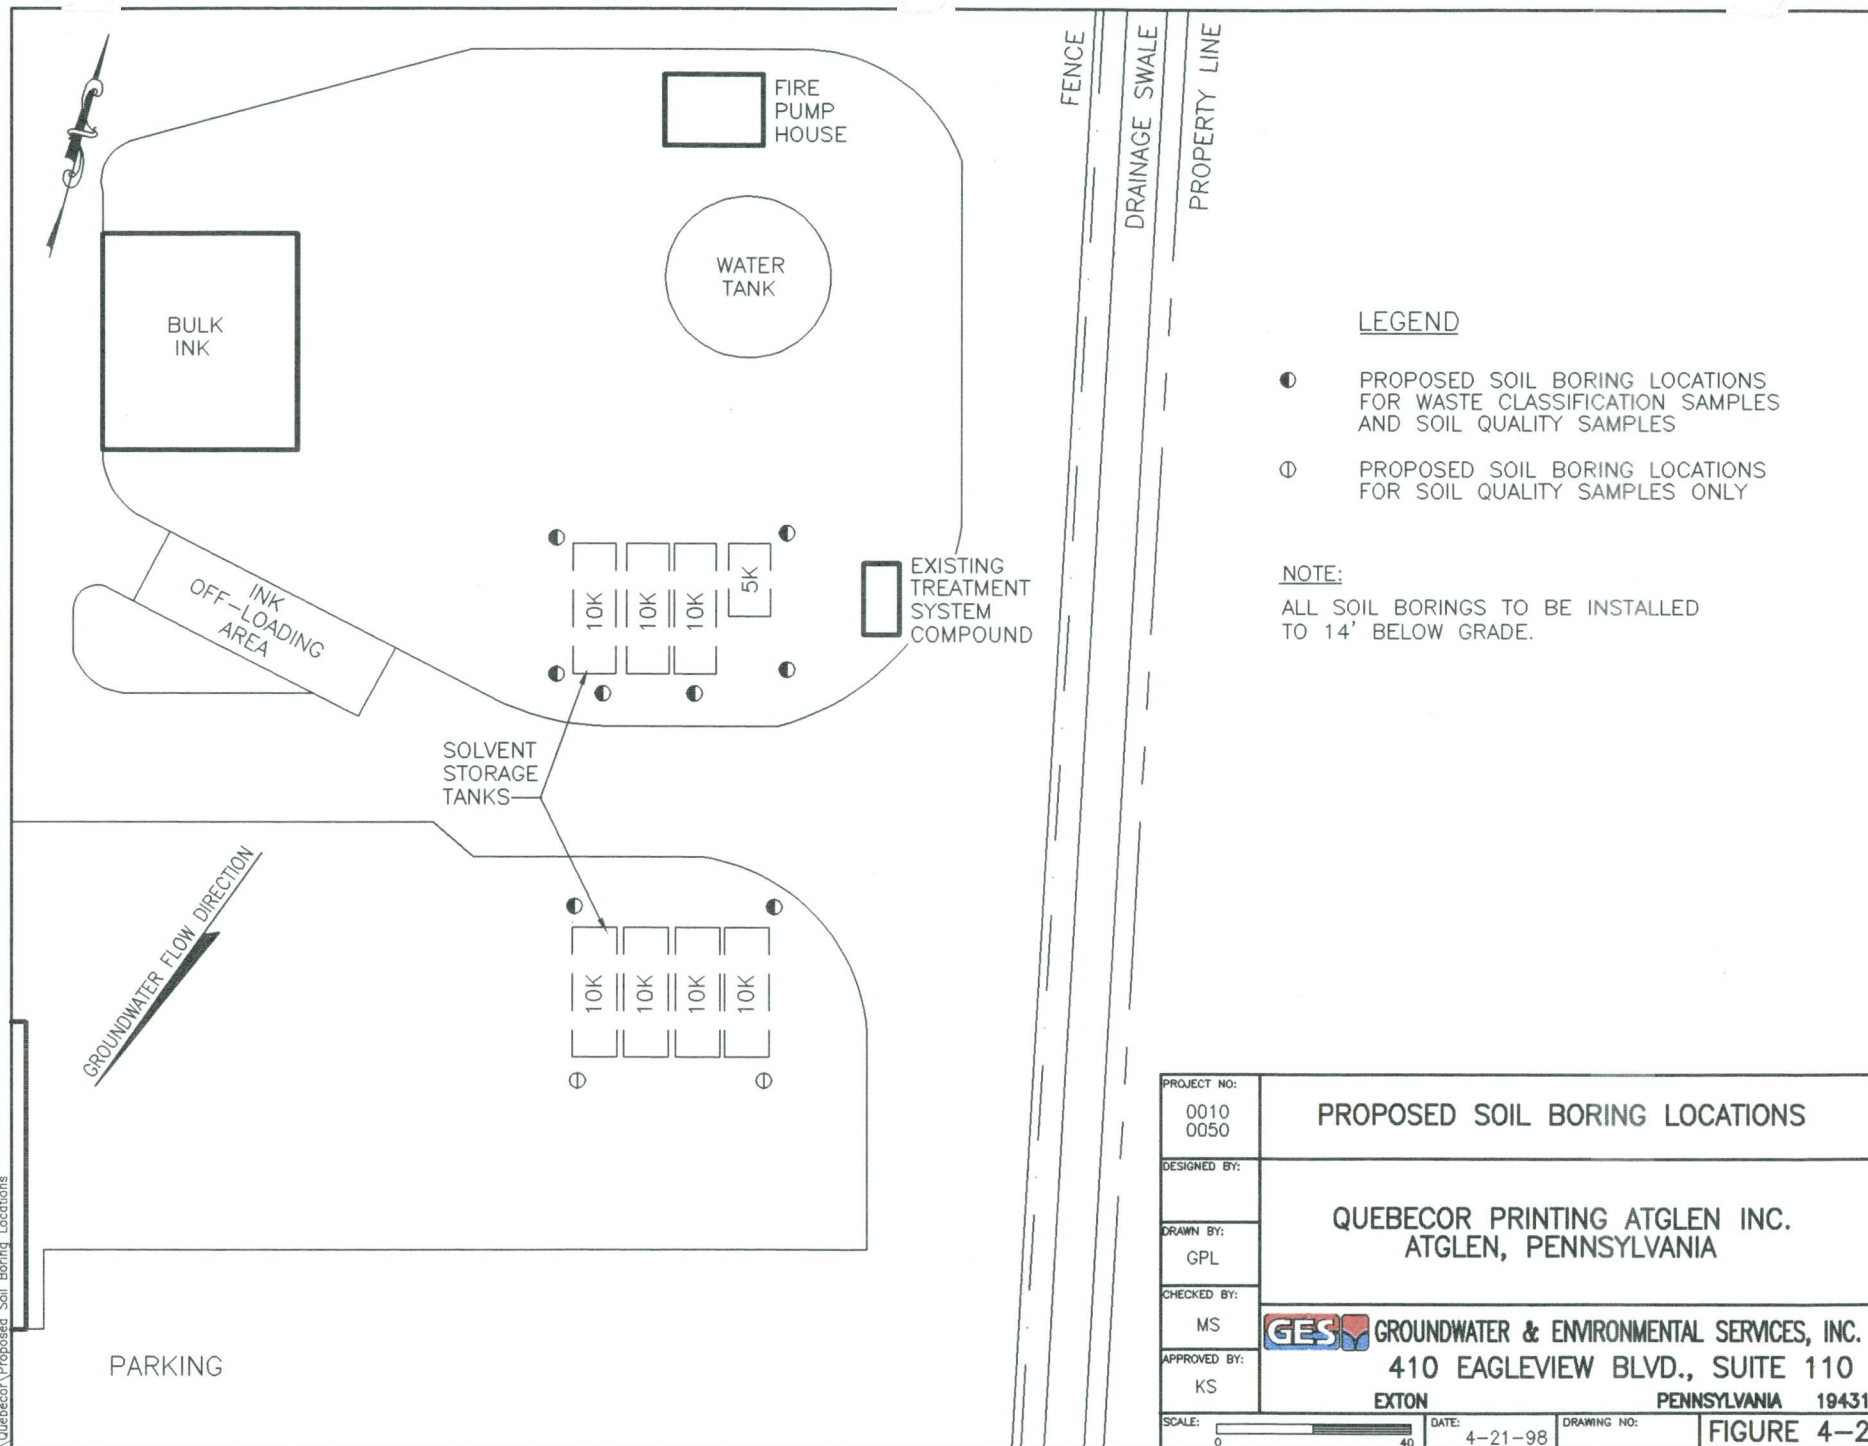 FENCE
DRAINAGE SWALE
PROPERTY LINE
FIRE
PUMP
HOUSE
WATER
TANK
BULK
INK
INK
OFF-LOADING
AREA
10K
10K
10K
5K
EXISTING
TREATMENT
SYSTEM
COMPOUND
SOLVENT
STORAGE
TANKS
GROUNDWATER FLOW DIRECTION
10K
10K
10K
10K
PARKING
LEGEND
PROPOSED SOIL BORING LOCATIONS
FOR WASTE CLASSIFICATION SAMPLES
AND SOIL QUALITY SAMPLES
PROPOSED SOIL BORING LOCATIONS
FOR SOIL QUALITY SAMPLES ONLY
NOTE:
ALL SOIL BORINGS TO BE INSTALLED
TO 14' BELOW GRADE.
PROJECT NO:
0010
0050
PROPOSED SOIL BORING LOCATIONS
DESIGNED BY:
QUEBECOR PRINTING ATGLEN INC.
ATGLEN, PENNSYLVANIA
DRAWN BY:
GPL
CHECKED BY:
MS
GES
GROUNDWATER & ENVIRONMENTAL SERVICES, INC.
410 EAGLEVIEW BLVD., SUITE 110
EXTON PENNSYLVANIA 19431
APPROVED BY:
KS
SCALE:
0 40
DATE:
4-21-98
DRAWING NO:
FIGURE 4-2
\Quebecor\Proposed Soil Boring Locations